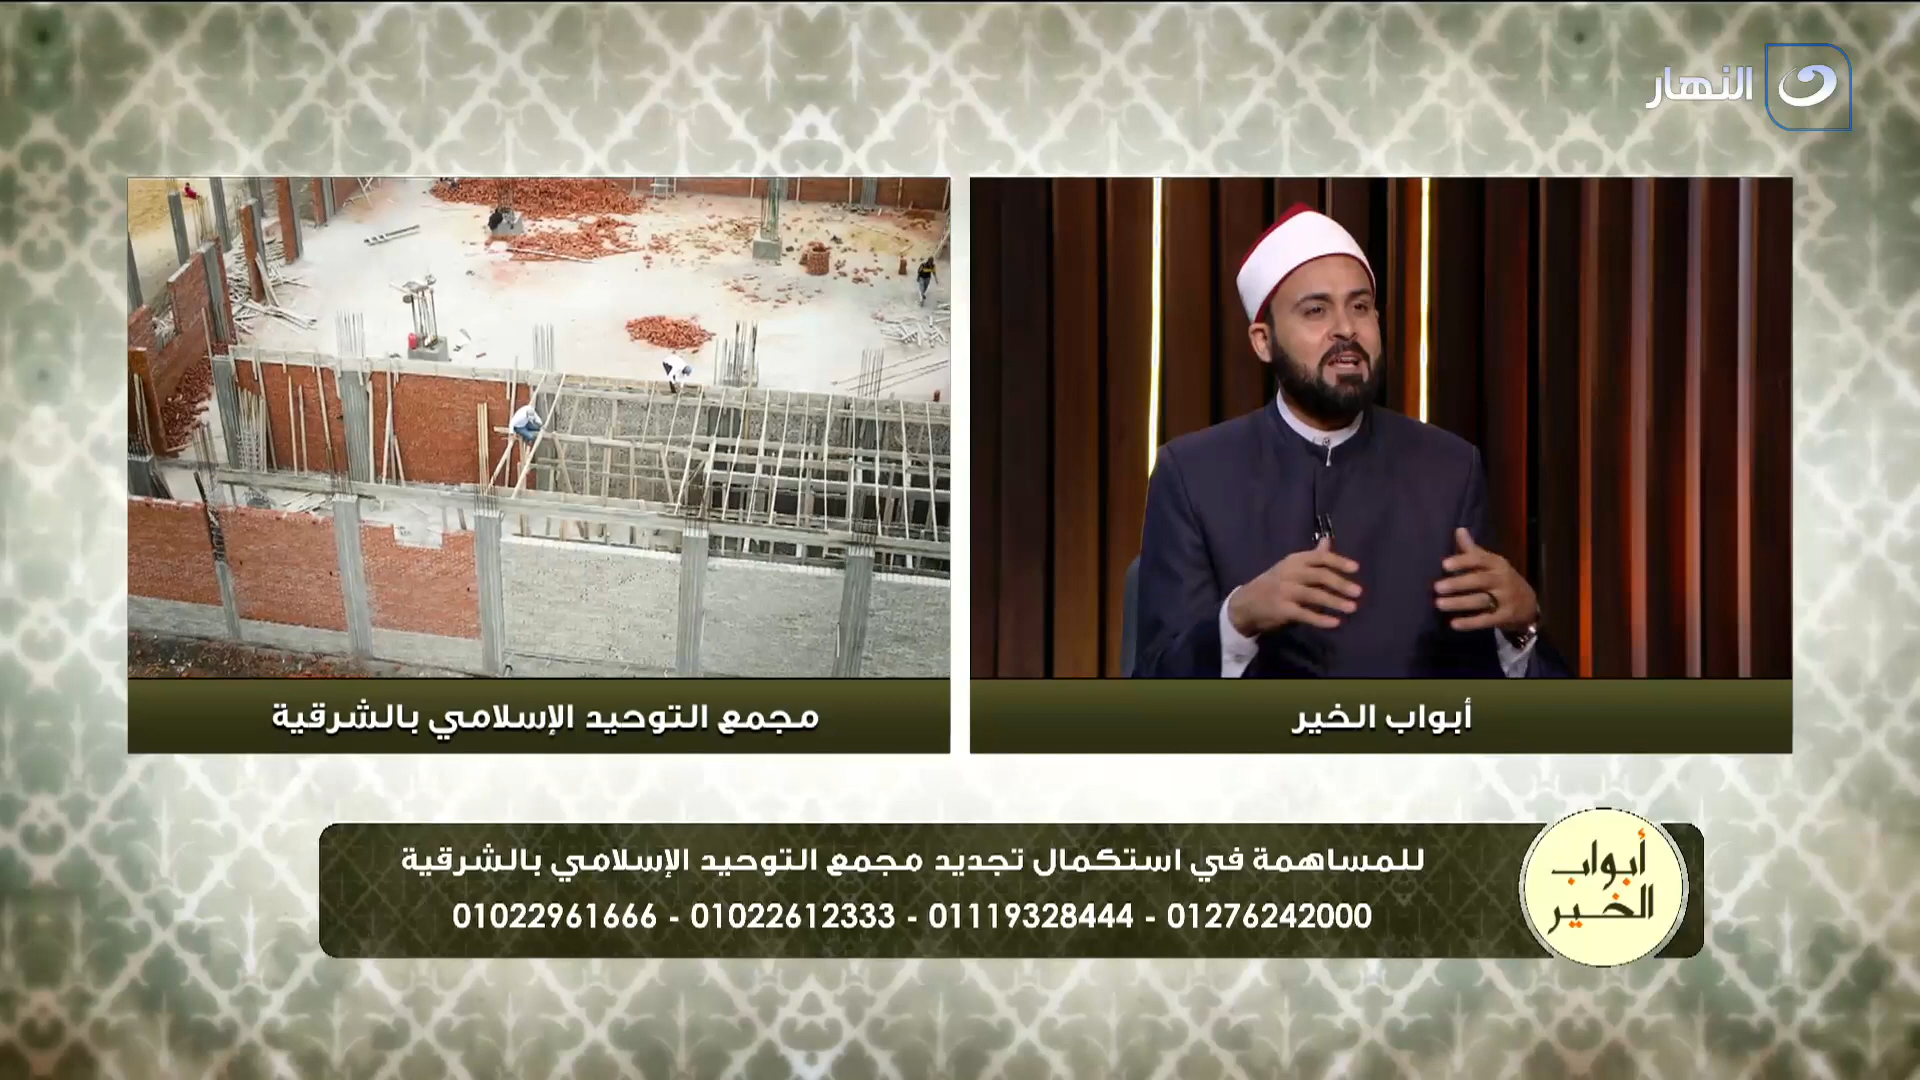 النهار
أبواب الخير
مجمع التوحيد الإسلامي بالشرقية
أبواب
الخير
للمساهمة في استكمال تجديد مجمع التوحيد الإسلامي بالشرقية
01022961666 - 01022612333 - 01119328444 - 01276242000